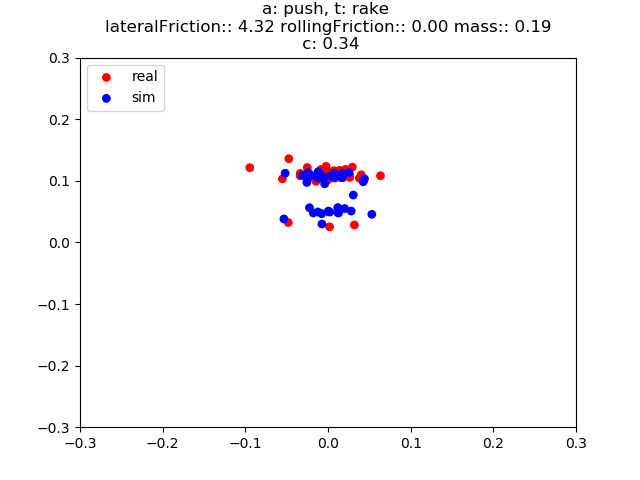 a: push, t: rake
lateralFriction:: 4.32 rollingFriction:: 0.00 mass:: 0.19
c: 0.34
real
sim
0.3
0.2
0.1
0.0
−0.1
−0.2
−0.3
−0.3 −0.2 −0.1 0.0 0.1 0.2 0.3